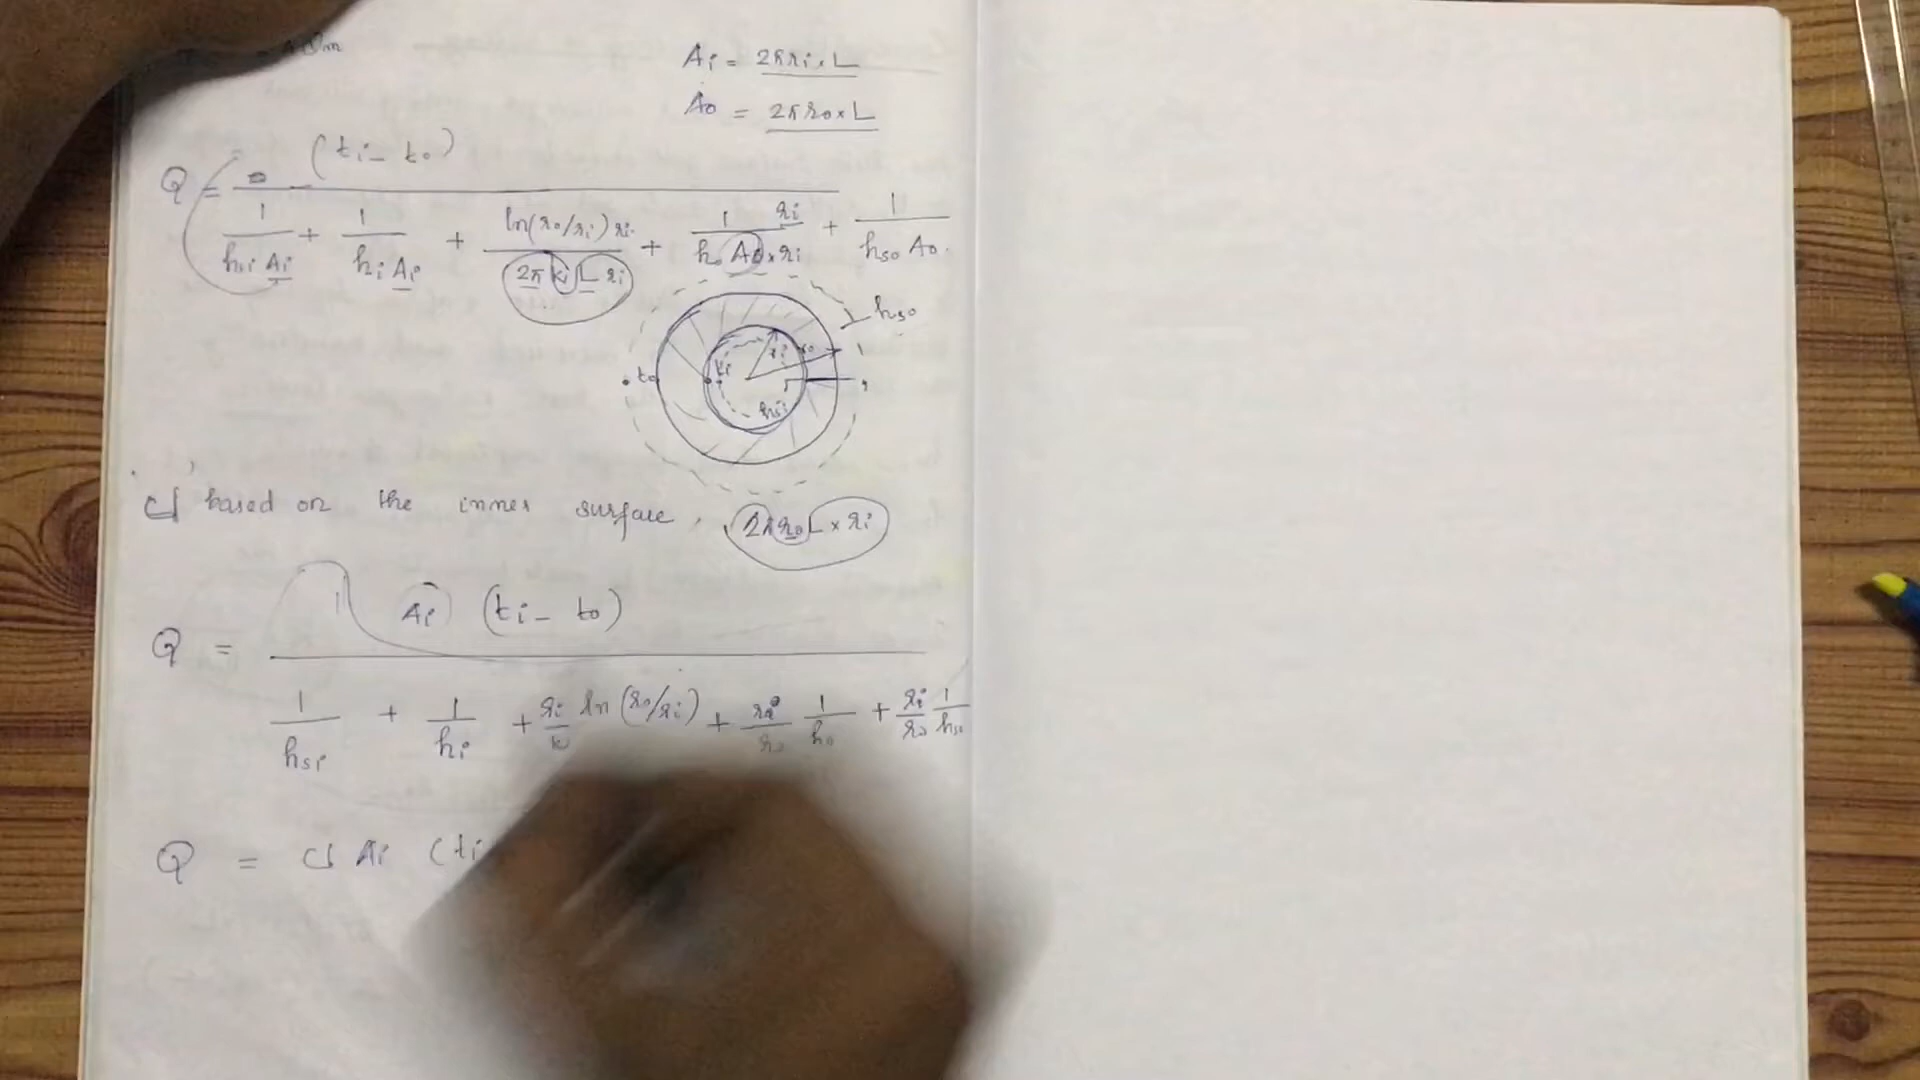 Ai = 2πri × L
Ao = 2πro × L
Q = (ti - to)
1/(hsi Ai) + 1/(hi Ai) + ln(ro/ri) ri/(2π k L ri) + 1 ri/(ho Ao × ri) + 1/(hso Ao)
hso
ri ro
ti
to
hsi
U based on the inner surface, 2πroL × ri
Q = Ai (ti - to)
1/hsi + 1/hi + ri/k ln(ro/ri) + ri/ro 1/ho + ri/ro 1/hso
Q = U Ai (ti